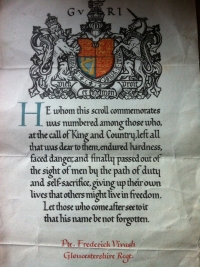 GVRI
HE whom this scroll commemorates
was numbered among those who,
at the call of King and Country, left all
that was dear to them, endured hardness,
faced danger, and finally passed out of
the sight of men by the path of duty
and self-sacrifice, giving up their own
lives that others might live in freedom.
Let those who come after see to it
that his name be not forgotten.
Pte. Frederick Vivash
Gloucestershire Regt.